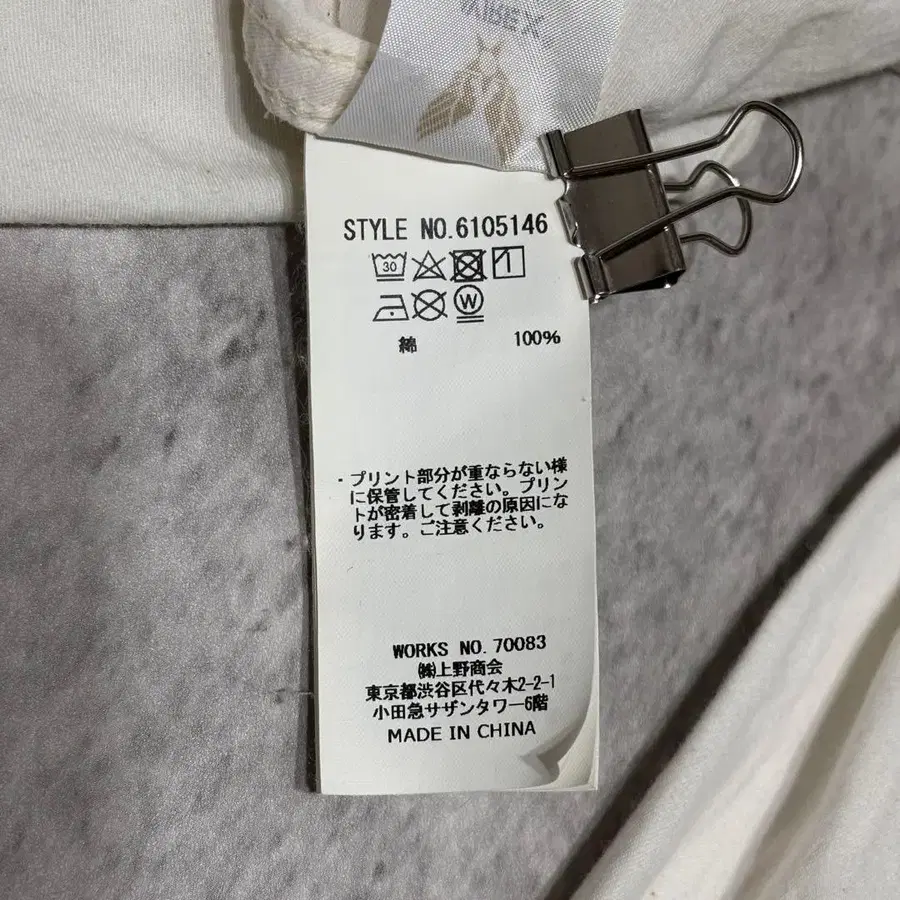 STYLE NO.6105146
30
W
綿 100%
・プリント部分が重ならない様
に保管してください。プリン
トが密着して剥離の原因にな
ります。ご注意ください。
WORKS NO. 70083
㈱上野商会
東京都渋谷区代々木2-2-1
小田急サザンタワー6階
MADE IN CHINA